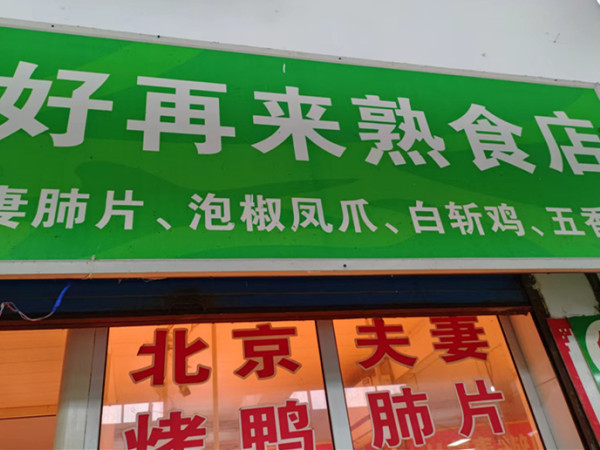 好再来熟食店
妻肺片、泡椒凤爪、白斩鸡、五香
北京 夫妻
烤鸭 肺片